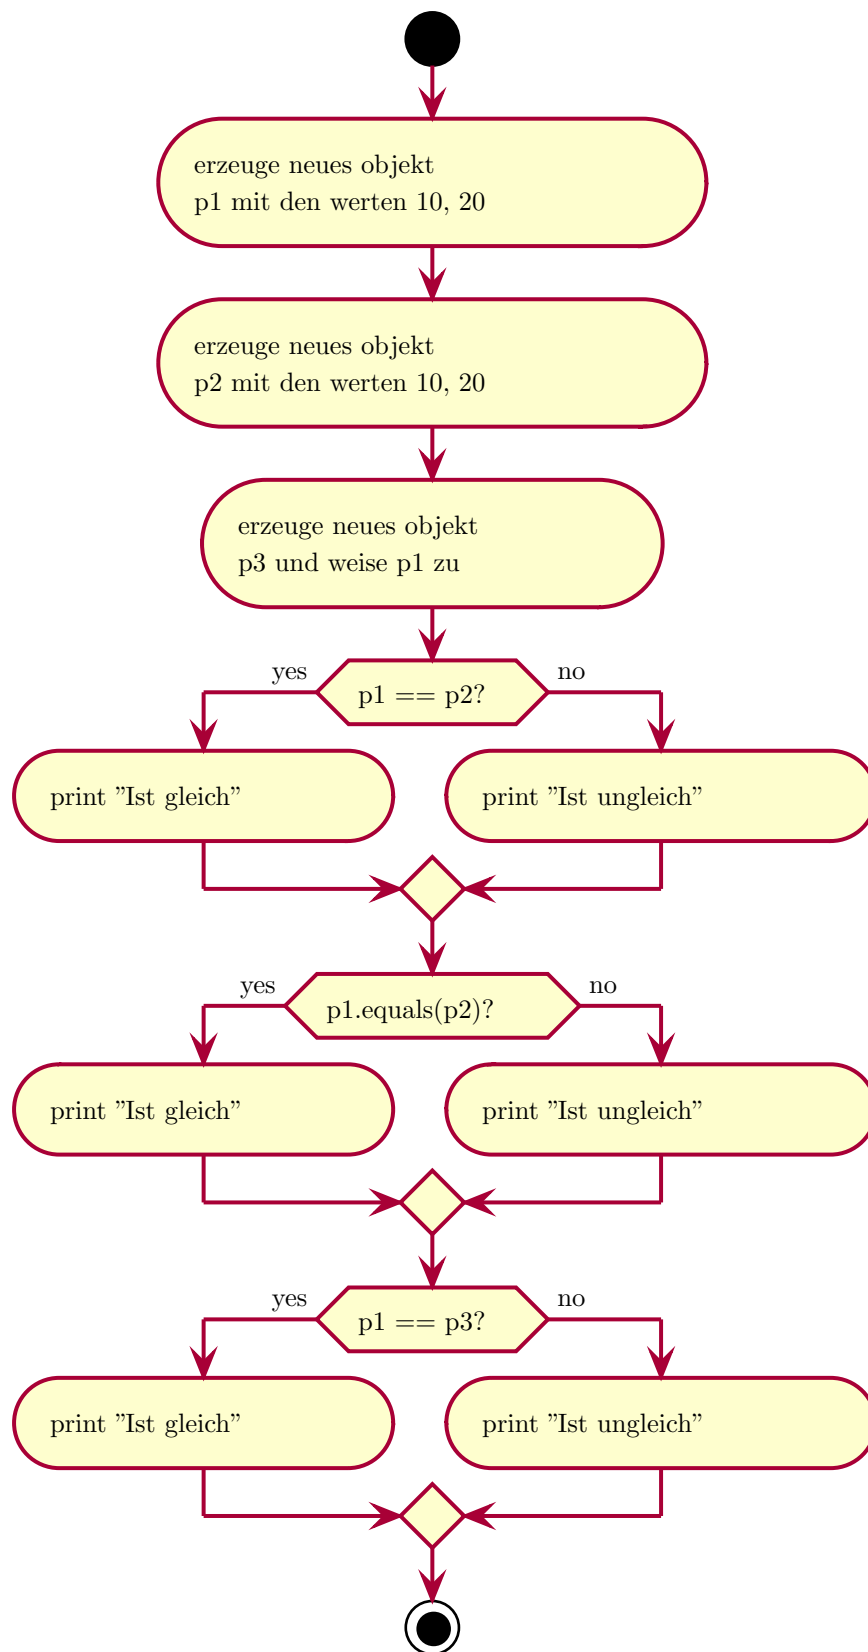 erzeuge neues objekt
p1 mit den werten 10, 20
erzeuge neues objekt
p2 mit den werten 10, 20
erzeuge neues objekt
p3 und weise p1 zu
yes
p1 == p2?
no
print ”Ist gleich”
print ”Ist ungleich”
yes
p1.equals(p2)?
no
print ”Ist gleich”
print ”Ist ungleich”
yes
p1 == p3?
no
print ”Ist gleich”
print ”Ist ungleich”